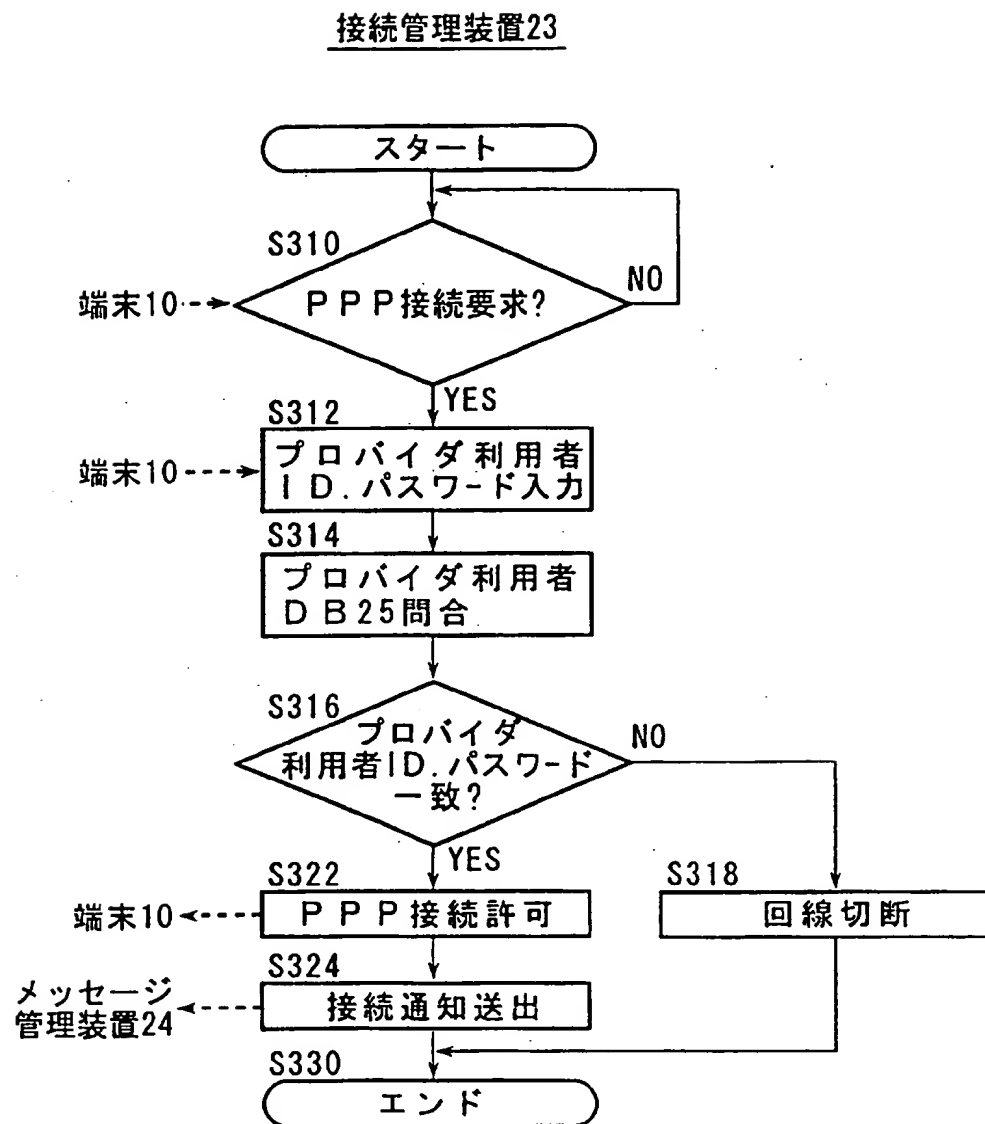 接続管理装置23
スタート
S310
端末10
PPP接続要求?
NO
YES
S312
端末10
プロバイダ利用者
ID.パスワード入力
S314
プロバイダ利用者
DB25問合
S316
プロバイダ
利用者ID.パスワード
一致?
NO
YES
S322
端末10
PPP接続許可
S318
回線切断
S324
メッセージ
管理装置24
接続通知送出
S330
エンド